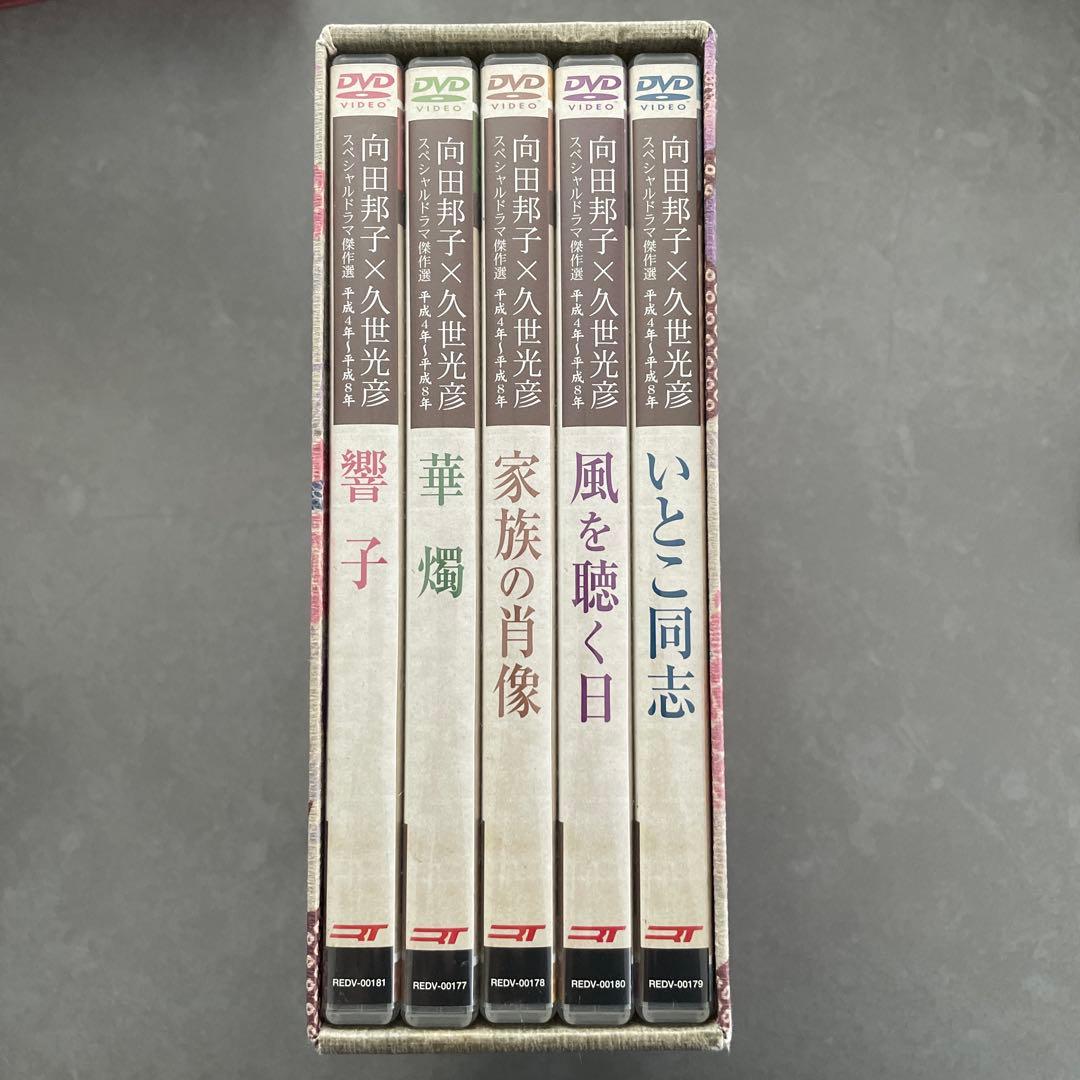 DVD
VIDEO
向田邦子×久世光彦
スペシャルドラマ傑作選 平成4年〜平成8年
響子
RT
REDV-00181
DVD
VIDEO
向田邦子×久世光彦
スペシャルドラマ傑作選 平成4年〜平成8年
華燭
RT
REDV-00177
DVD
VIDEO™
向田邦子×久世光彦
スペシャルドラマ傑作選 平成4年〜平成8年
家族の肖像
RT
REDV-00178
DVD
VIDEO
向田邦子×久世光彦
スペシャルドラマ傑作選 平成4年〜平成8年
風を聴く日
RT
REDV-00180
DVD
VIDEO
向田邦子×久世光彦
スペシャルドラマ傑作選 平成4年〜平成8年
いとこ同志
RT
REDV-00179